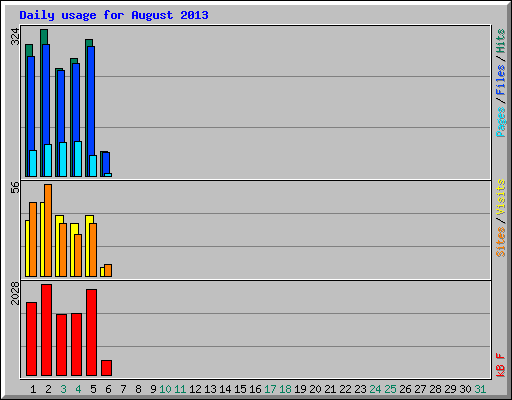 Daily usage for August 2013
324
56
2028
Pages / Files / Hits
Sites / Visits
kB F
1 2 3 4 5 6 7 8 9 10 11 12 13 14 15 16 17 18 19 20 21 22 23 24 25 26 27 28 29 30 31